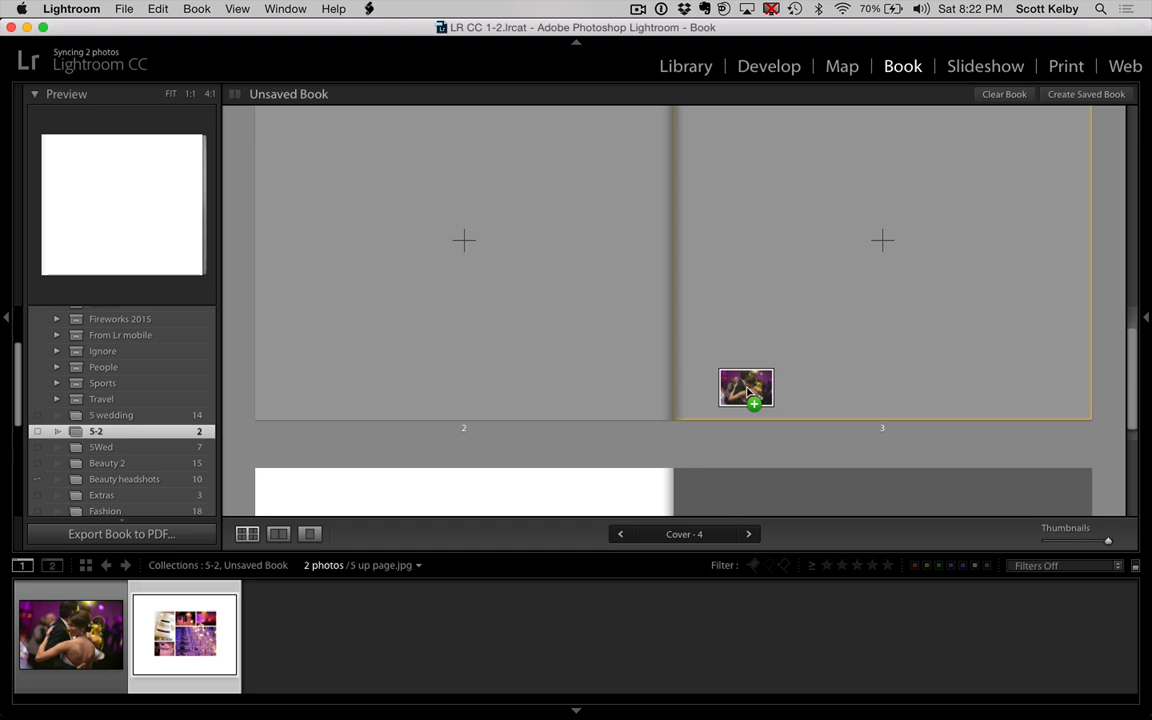 Lightroom File Edit Book View Window Help 70% Sat 8:22 PM Scott Kelby
Lr LR CC 1-2.lrcat - Adobe Photoshop Lightroom - Book
Lr Syncing 2 photos
Lightroom CC
Library | Develop | Map | Book | Slideshow | Print | Web
Preview FIT 1:1 4:1
Unsaved Book
Clear Book Create Saved Book
Fireworks 2015
From Lr mobile
Ignore
People
Sports
Travel
5 wedding 14
5-2 2
5Wed 7
Beauty 2 15
Beauty headshots 10
Extras 3
Fashion 18
2 3
Export Book to PDF...
Cover - 4
Thumbnails
1 2 Collections : 5-2, Unsaved Book 2 photos / 5 up page.jpg Filter : Filters Off